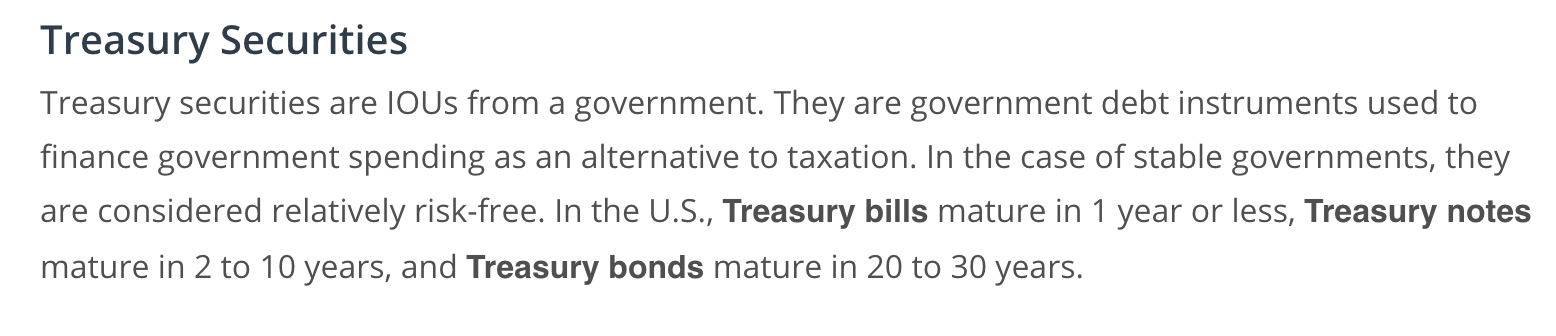 Treasury Securities
Treasury securities are IOUs from a government. They are government debt instruments used to
finance government spending as an alternative to taxation. In the case of stable governments, they
are considered relatively risk-free. In the U.S., Treasury bills mature in 1 year or less, Treasury notes
mature in 2 to 10 years, and Treasury bonds mature in 20 to 30 years.